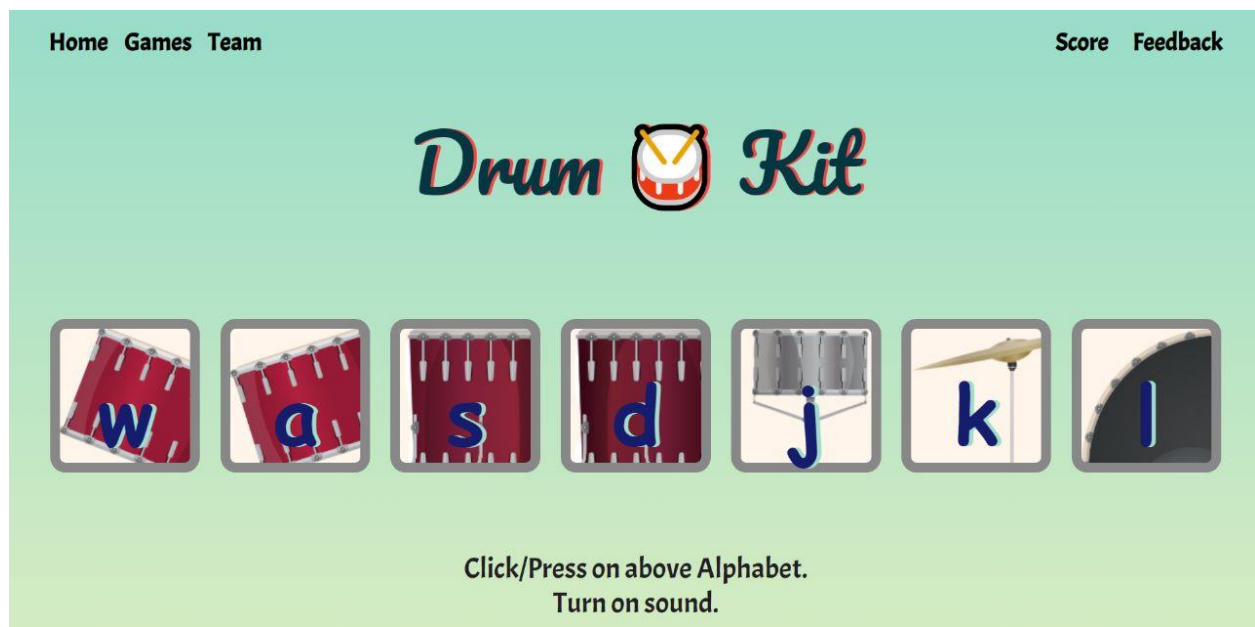 Home Games Team Score Feedback
Drum 🥁 Kit
w a s d j k l
Click/Press on above Alphabet.
Turn on sound.